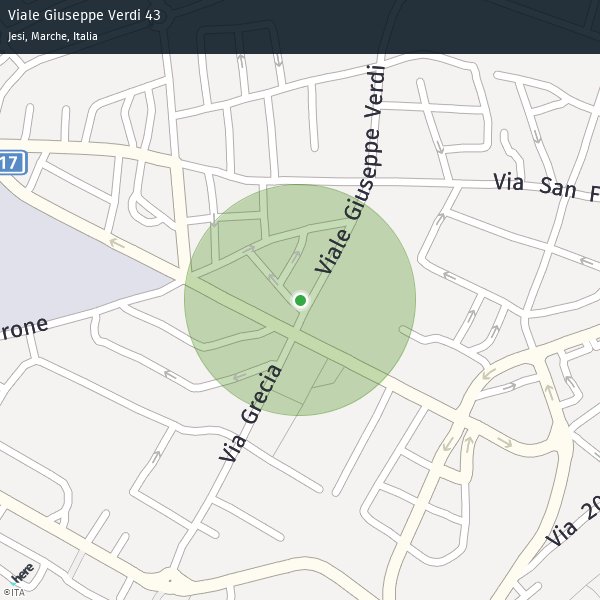 Viale Giuseppe Verdi 43
Jesi, Marche, Italia
Viale Giuseppe Verdi
17
Via San F
rone
Via Grecia
Via 20
here
©ITA